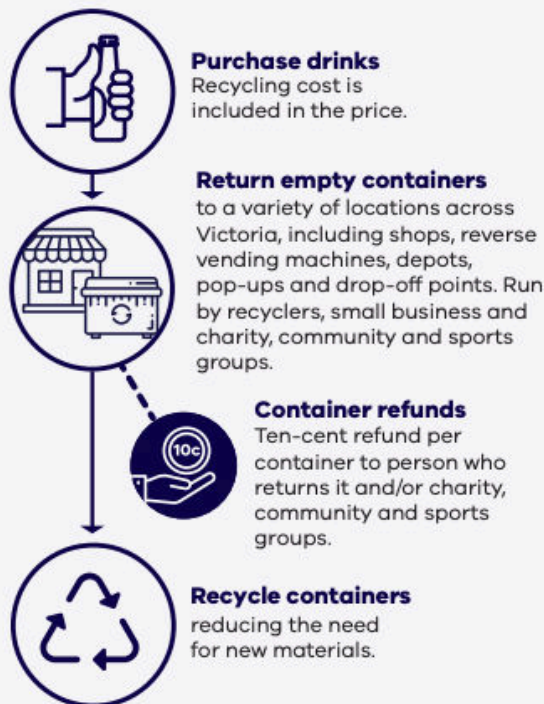 Purchase drinks
Recycling cost is
included in the price.
Return empty containers
to a variety of locations across
Victoria, including shops, reverse
vending machines, depots,
pop-ups and drop-off points. Run
by recyclers, small business and
charity, community and sports
groups.
10c
Container refunds
Ten-cent refund per
container to person who
returns it and/or charity,
community and sports
groups.
Recycle containers
reducing the need
for new materials.